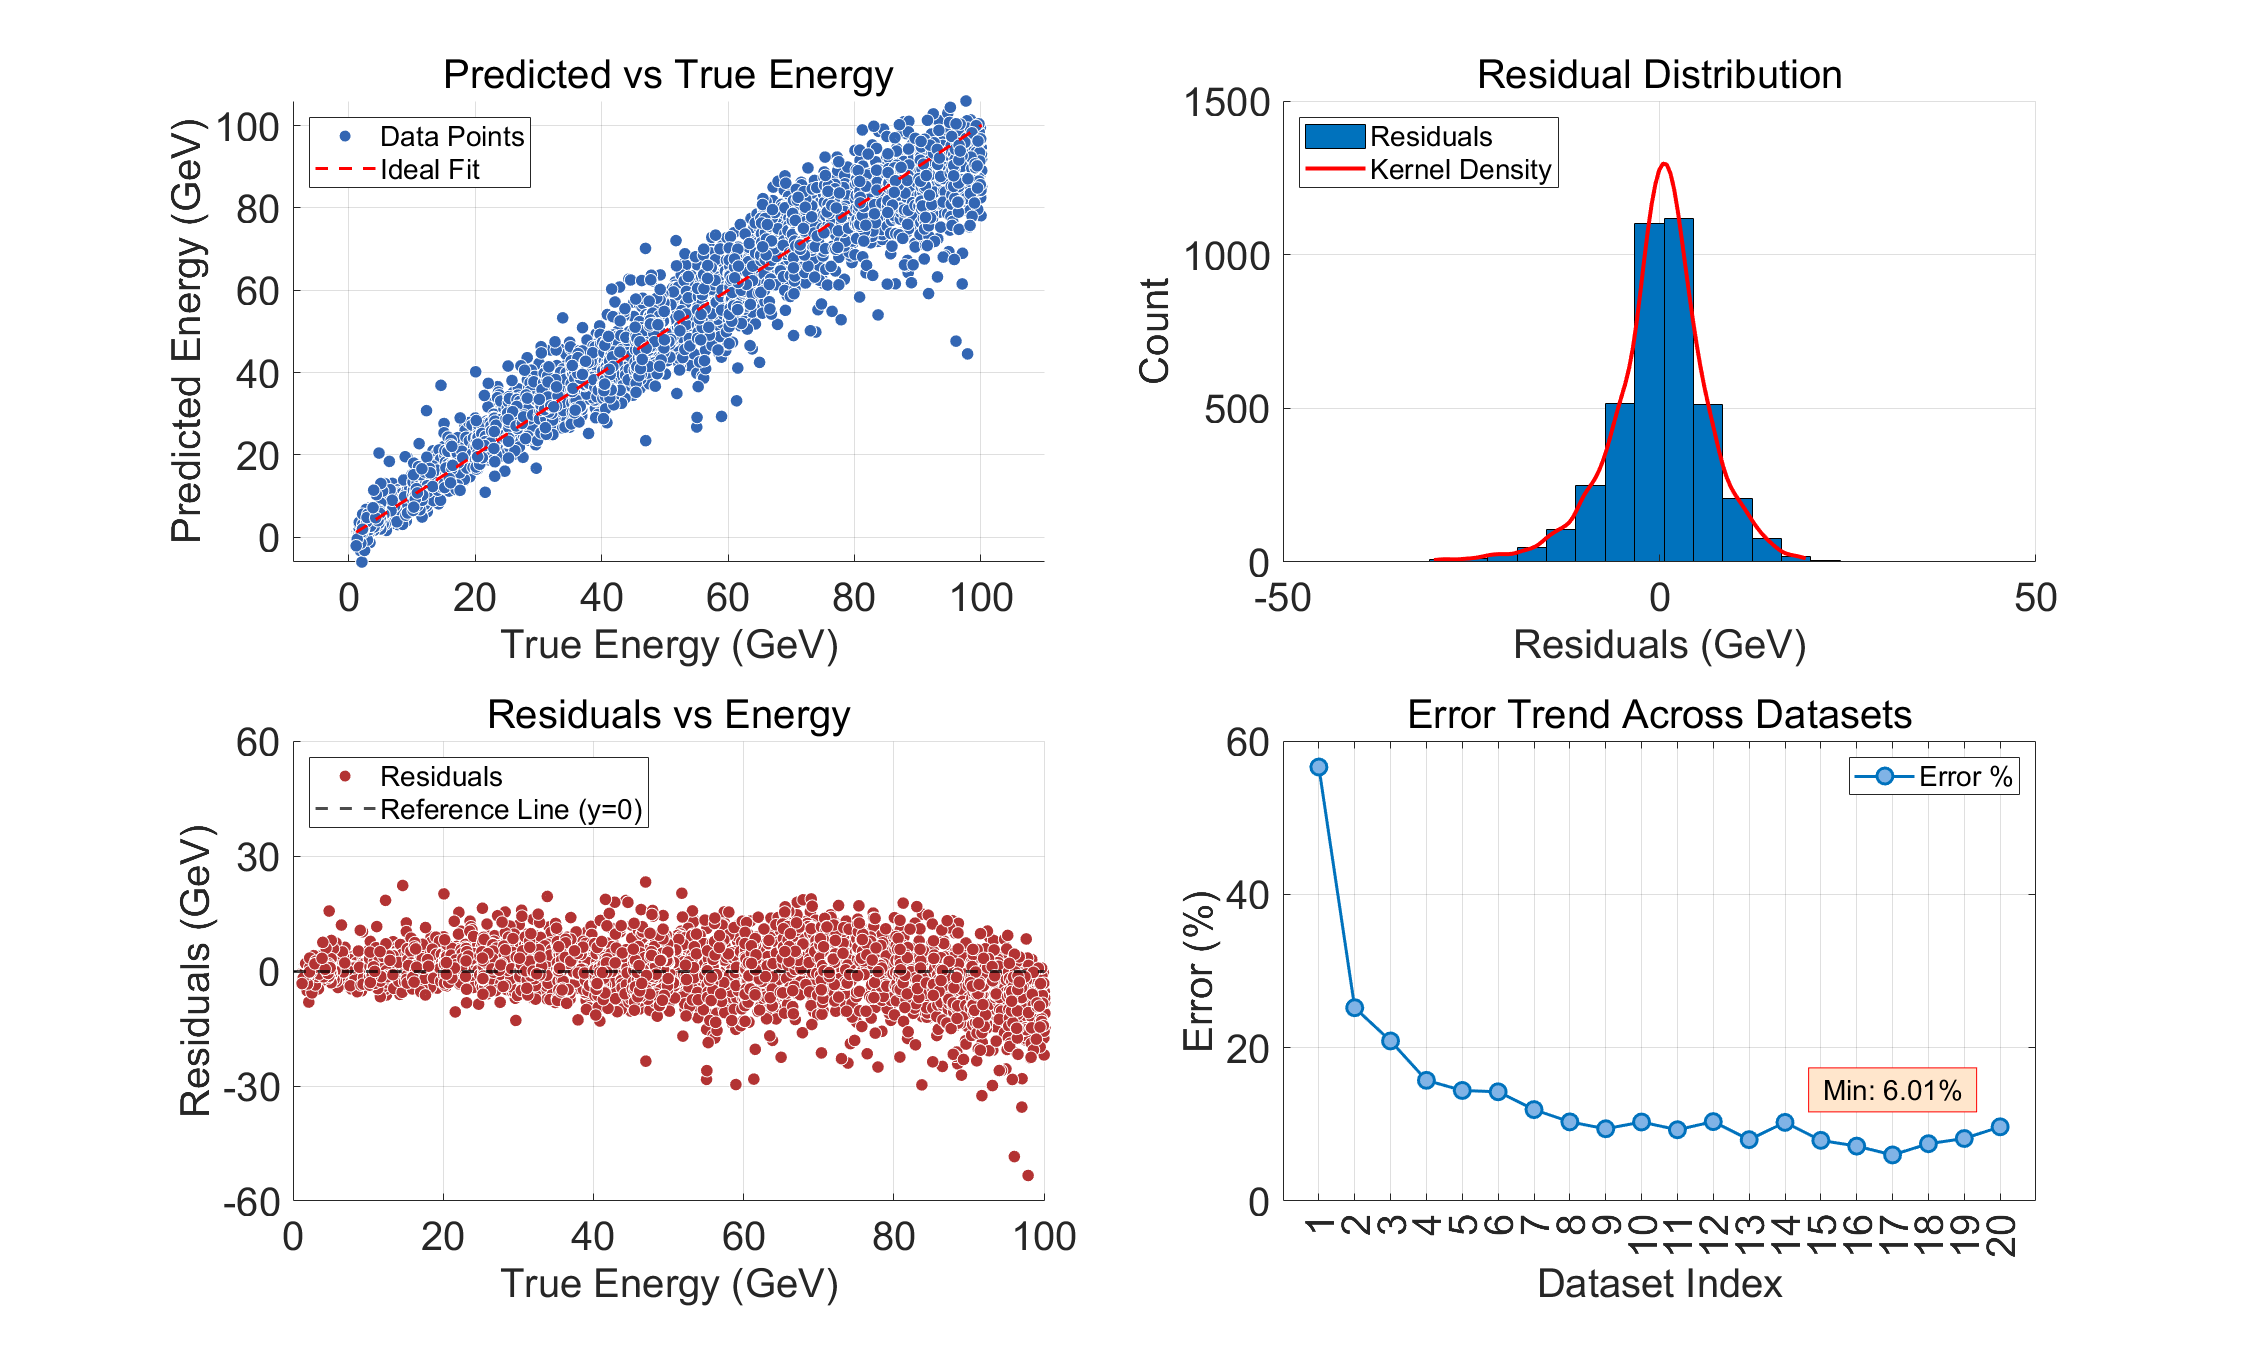 Predicted vs True Energy
Predicted Energy (GeV)
100
80
60
40
20
0
Data Points
Ideal Fit
0 20 40 60 80 100
True Energy (GeV)
Residual Distribution
Count
1500
1000
500
0
Residuals
Kernel Density
-50 0 50
Residuals (GeV)
Residuals vs Energy
Residuals (GeV)
60
30
0
-30
-60
Residuals
Reference Line (y=0)
0 20 40 60 80 100
True Energy (GeV)
Error Trend Across Datasets
Error (%)
60
40
20
0
Error %
Min: 6.01%
1 2 3 4 5 6 7 8 9 10 11 12 13 14 15 16 17 18 19 20
Dataset Index